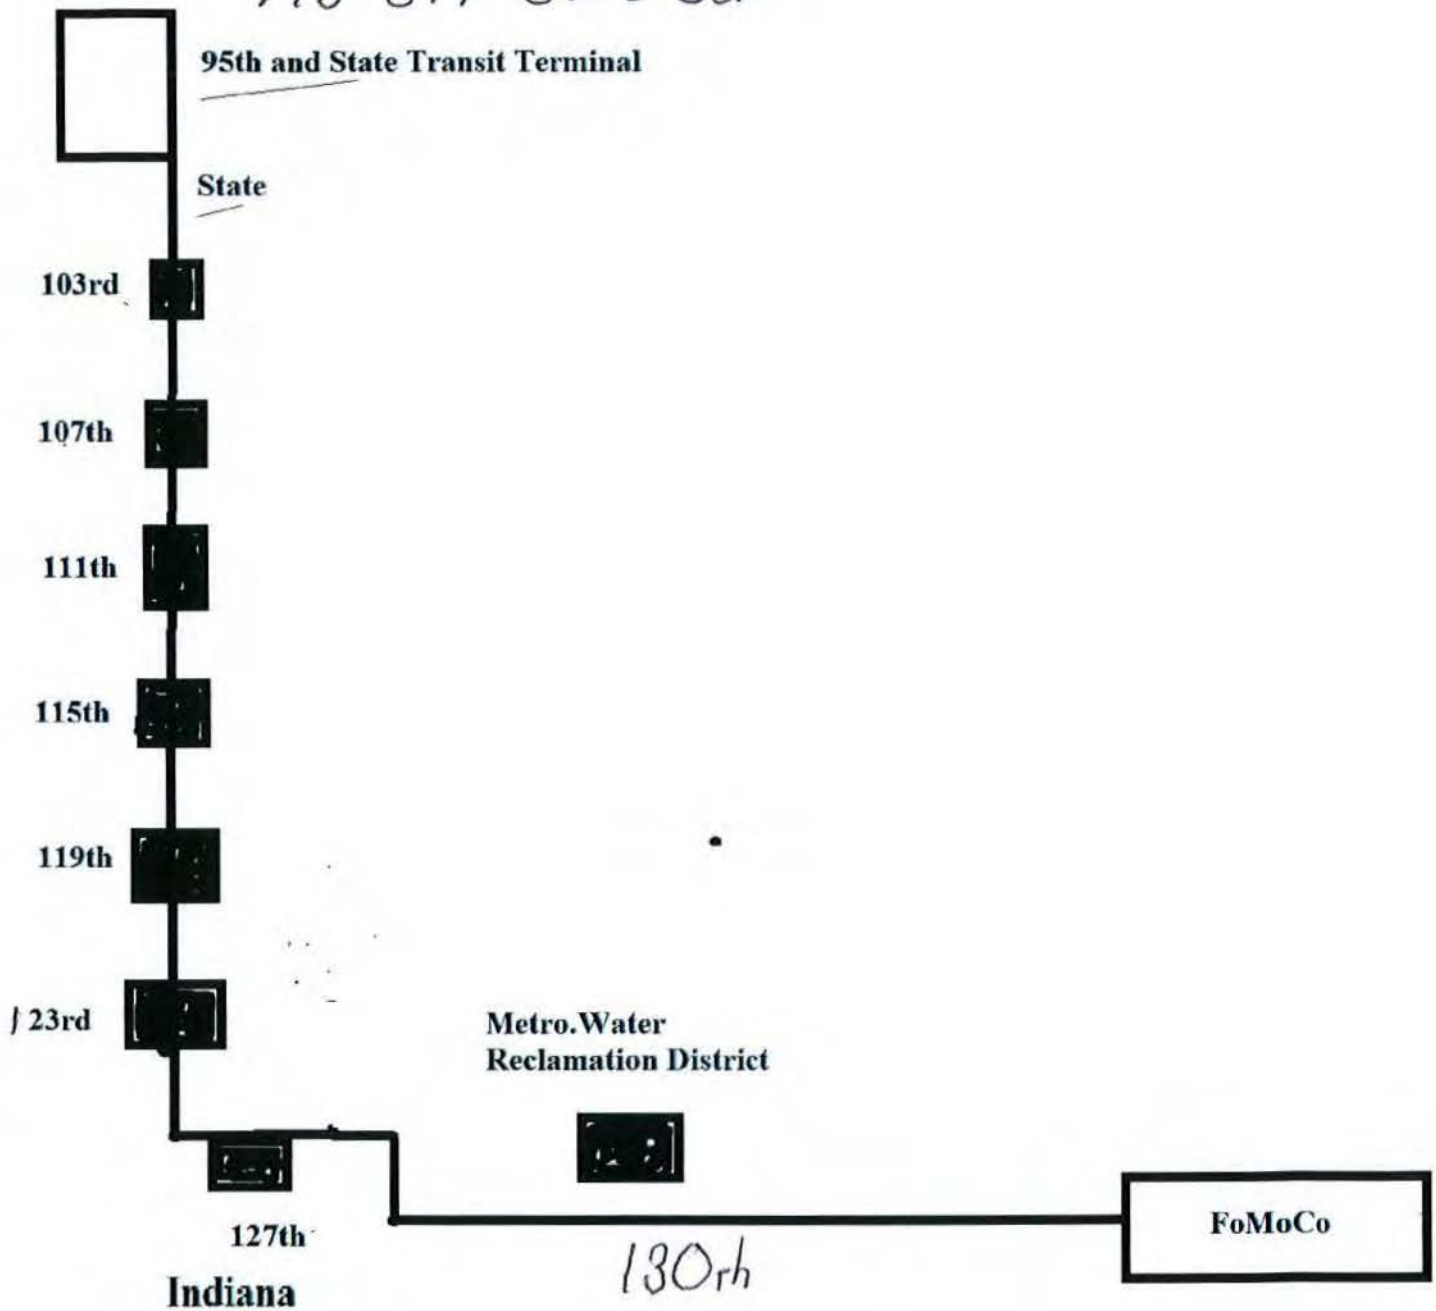 95th and State Transit Terminal
State
103rd
107th
111th
115th
119th
123rd
Metro.Water
Reclamation District
127th
Indiana
130rh
FoMoCo